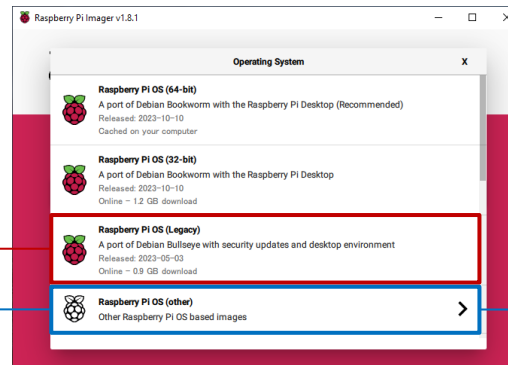 Raspberry Pi Imager v1.8.1
Operating System
X
Raspberry Pi OS (64-bit)
A port of Debian Bookworm with the Raspberry Pi Desktop (Recommended)
Released: 2023-10-10
Cached on your computer
Raspberry Pi OS (32-bit)
A port of Debian Bookworm with the Raspberry Pi Desktop
Released: 2023-10-10
Online - 1.2 GB download
Raspberry Pi OS (Legacy)
A port of Debian Bullseye with security updates and desktop environment
Released: 2023-05-03
Online - 0.9 GB download
Raspberry Pi OS (other)
Other Raspberry Pi OS based images